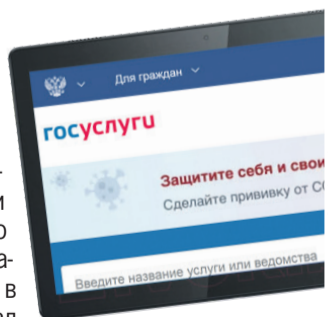 Для граждан
госуслуги
Защитите себя и свои
Сделайте прививку от CO
Введите название услуги или ведомства
и
о
а-
в